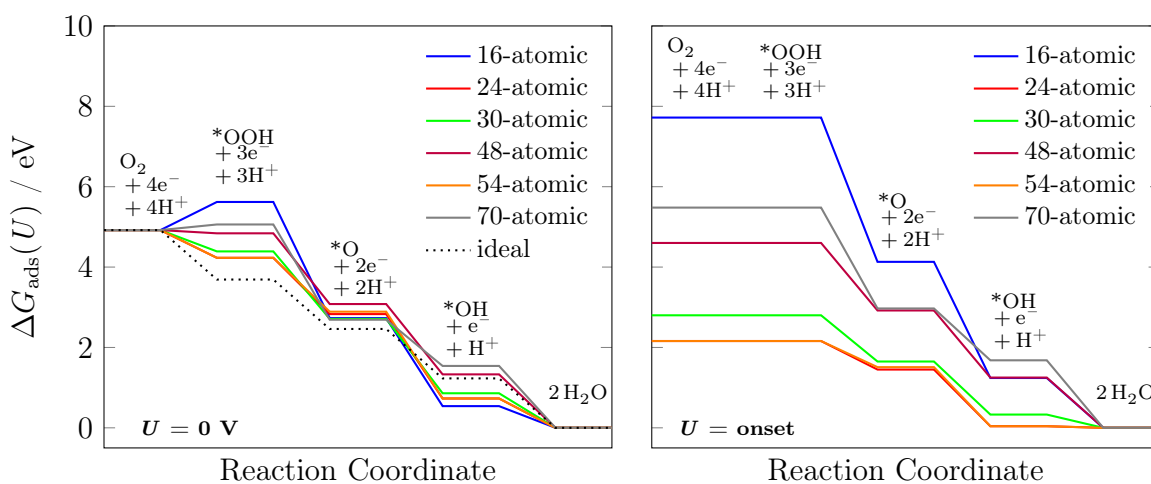 ΔG_ads(U) / eV
10
8
6
4
2
0
O₂
+ 4e⁻
+ 4H⁺
*OOH
+ 3e⁻
+ 3H⁺
*O
+ 2e⁻
+ 2H⁺
*OH
+ e⁻
+ H⁺
2 H₂O
16-atomic
24-atomic
30-atomic
48-atomic
54-atomic
70-atomic
ideal
U = 0 V
Reaction Coordinate
O₂
+ 4e⁻
+ 4H⁺
*OOH
+ 3e⁻
+ 3H⁺
*O
+ 2e⁻
+ 2H⁺
*OH
+ e⁻
+ H⁺
2 H₂O
16-atomic
24-atomic
30-atomic
48-atomic
54-atomic
70-atomic
U = onset
Reaction Coordinate